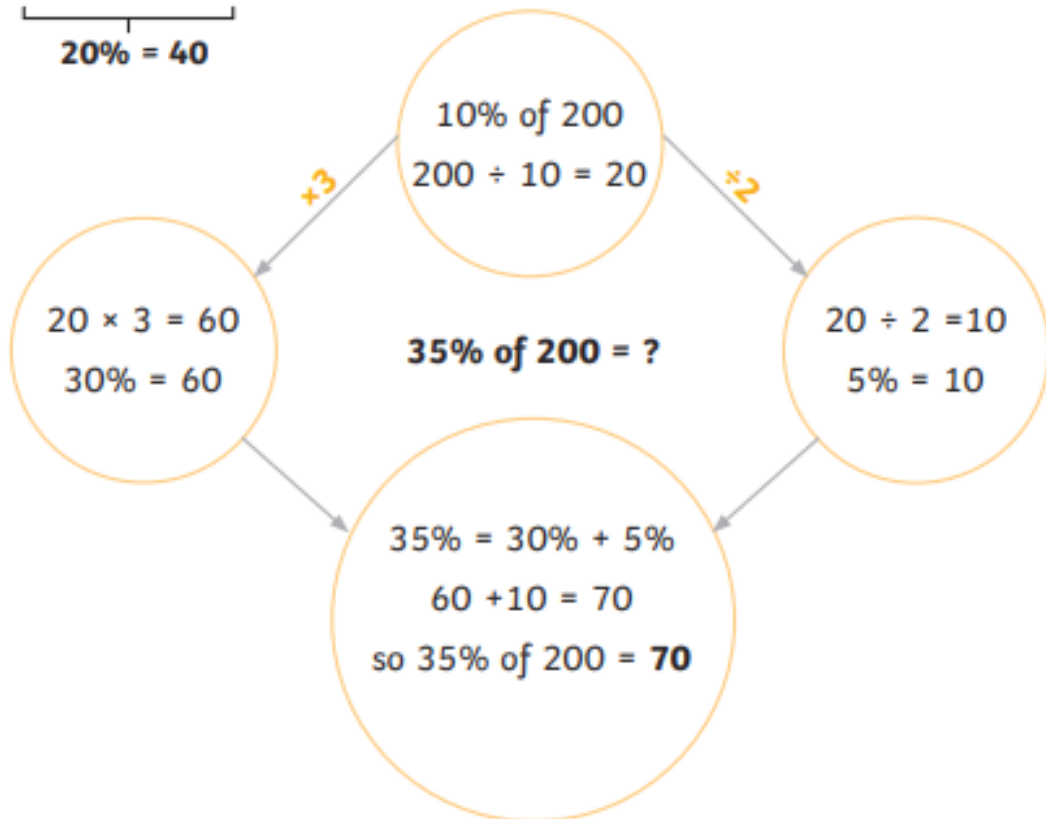 20% = 40
10% of 200
200 ÷ 10 = 20
×3
÷2
20 × 3 = 60
30% = 60
35% of 200 = ?
20 ÷ 2 =10
5% = 10
35% = 30% + 5%
60 +10 = 70
so 35% of 200 = 70